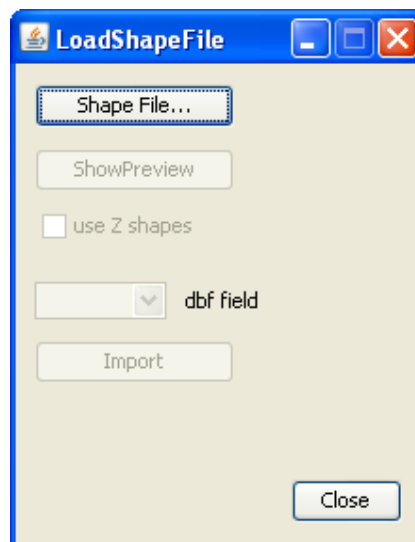 LoadShapeFile
Shape File...
ShowPreview
use Z shapes
dbf field
Import
Close